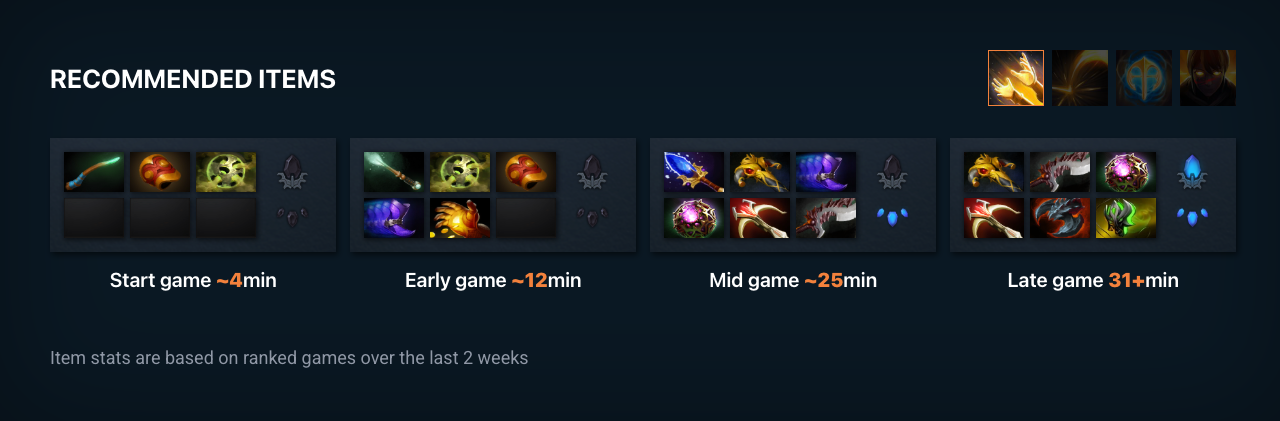 RECOMMENDED ITEMS
Start game ~4min
Early game ~12min
Mid game ~25min
Late game 31+min
Item stats are based on ranked games over the last 2 weeks